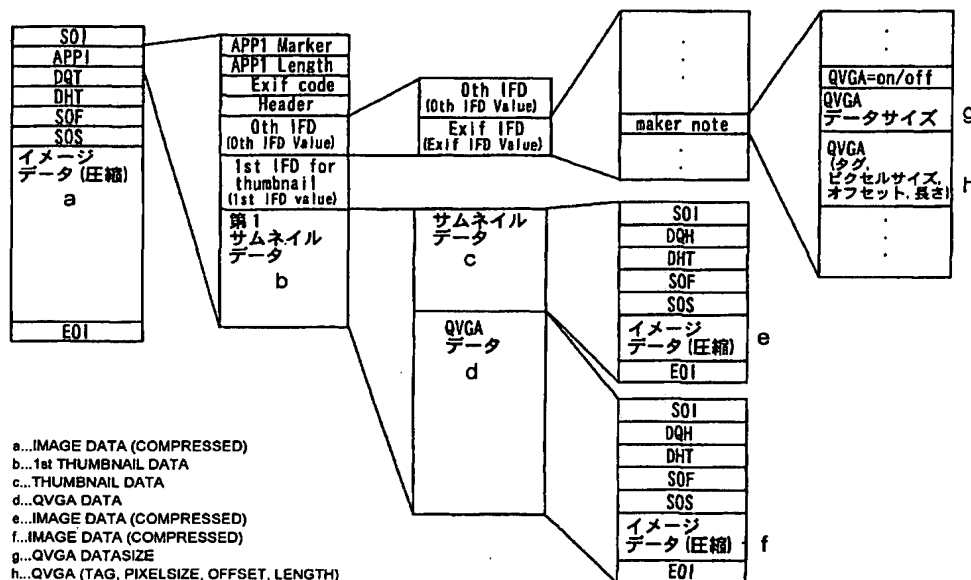 SOI
APP1
DQT
DHT
SOF
SOS
イメージ
データ(圧縮)
a
EOI
APP1 Marker
APP1 Length
Exif code
Header
0th IFD
(0th IFD Value)
1st IFD for
thumbnail
(1st IFD value)
第1
サムネイル
データ
b
0th IFD
(0th IFD Value)
Exif IFD
(Exif IFD Value)
サムネイル
データ
c
QVGA
データ
d
maker note
SOI
DQH
DHT
SOF
SOS
イメージ
データ(圧縮)
EOI
e
SOI
DQH
DHT
SOF
SOS
イメージ
データ(圧縮)
EOI
f
QVGA=on/off
QVGA
データサイズ
g
QVGA
(タグ,
ピクセルサイズ,
オフセット,長さ)
h
a...IMAGE DATA (COMPRESSED)
b...1st THUMBNAIL DATA
c...THUMBNAIL DATA
d...QVGA DATA
e...IMAGE DATA (COMPRESSED)
f...IMAGE DATA (COMPRESSED)
g...QVGA DATASIZE
h...QVGA (TAG, PIXELSIZE, OFFSET, LENGTH)